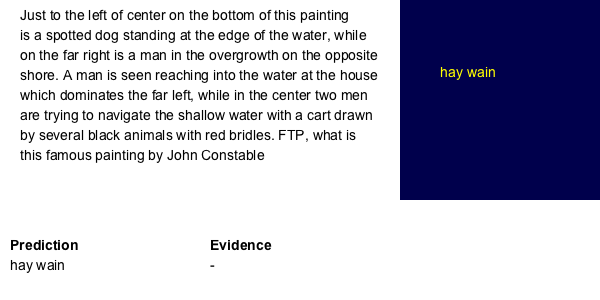 Just to the left of center on the bottom of this painting
is a spotted dog standing at the edge of the water, while
on the far right is a man in the overgrowth on the opposite
shore. A man is seen reaching into the water at the house
which dominates the far left, while in the center two men
are trying to navigate the shallow water with a cart drawn
by several black animals with red bridles. FTP, what is
this famous painting by John Constable
hay wain
Prediction Evidence
hay wain -